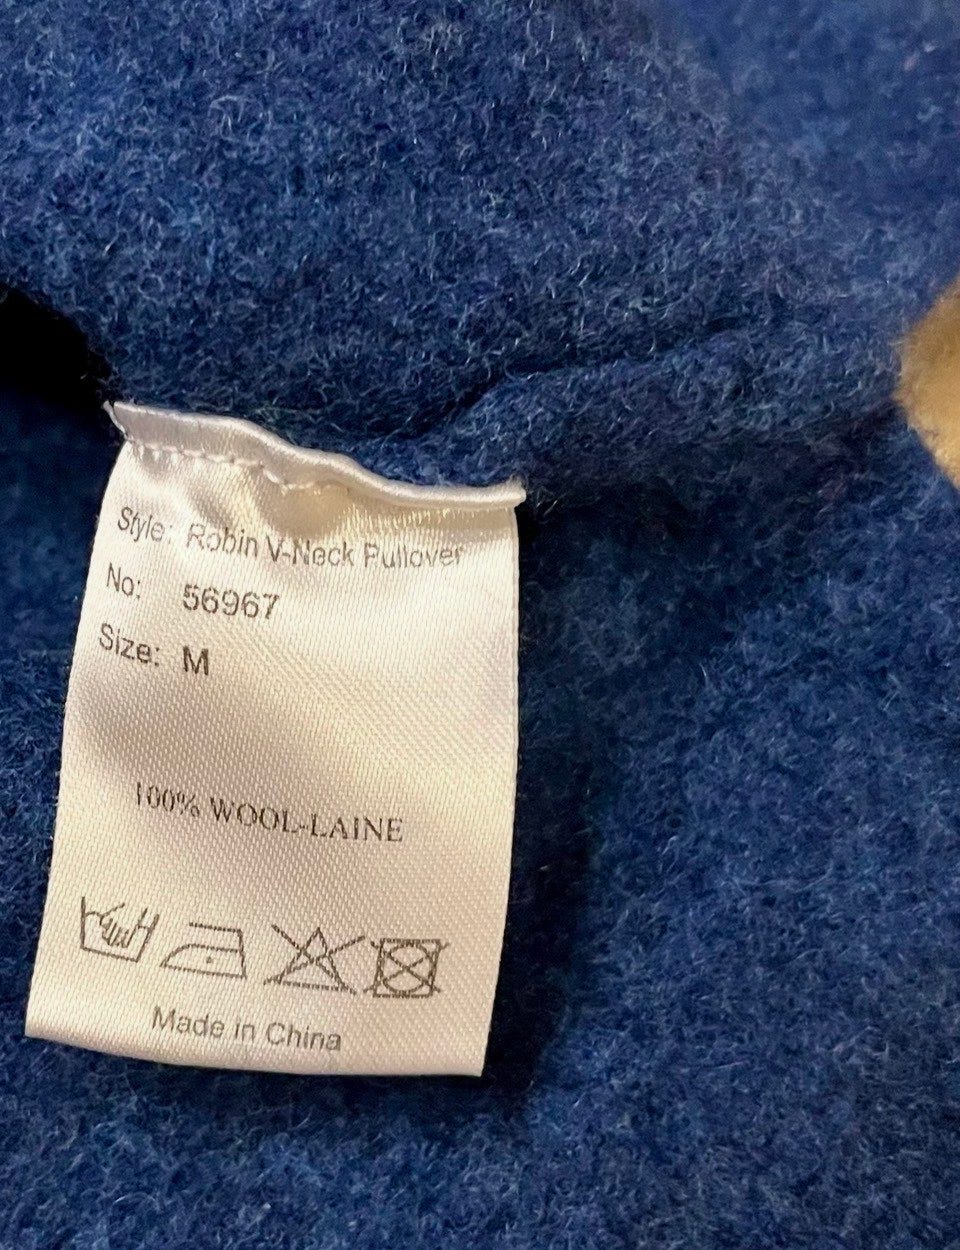 Style: Robin V-Neck Pullover
No: 56967
Size: M
100% WOOL-LAINE
Made in China